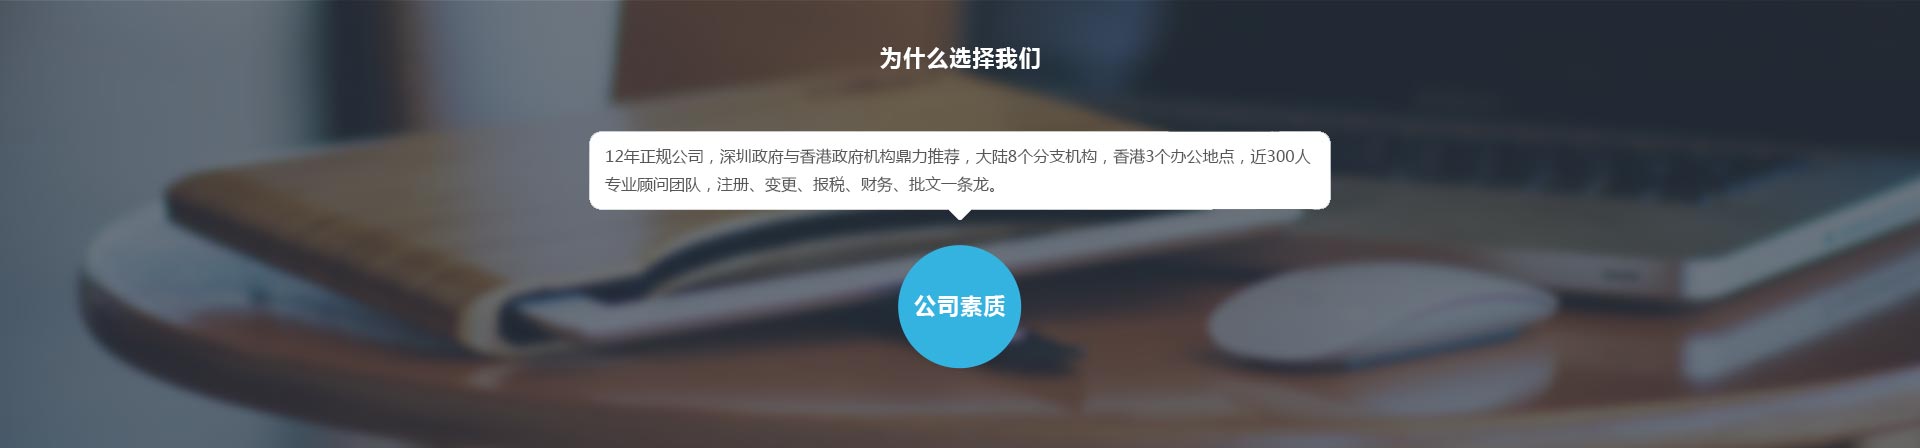 为什么选择我们
12年正规公司，深圳政府与香港政府机构鼎力推荐，大陆8个分支机构，香港3个办公地点，近300人
专业顾问团队，注册、变更、报税、财务、批文一条龙。
公司素质